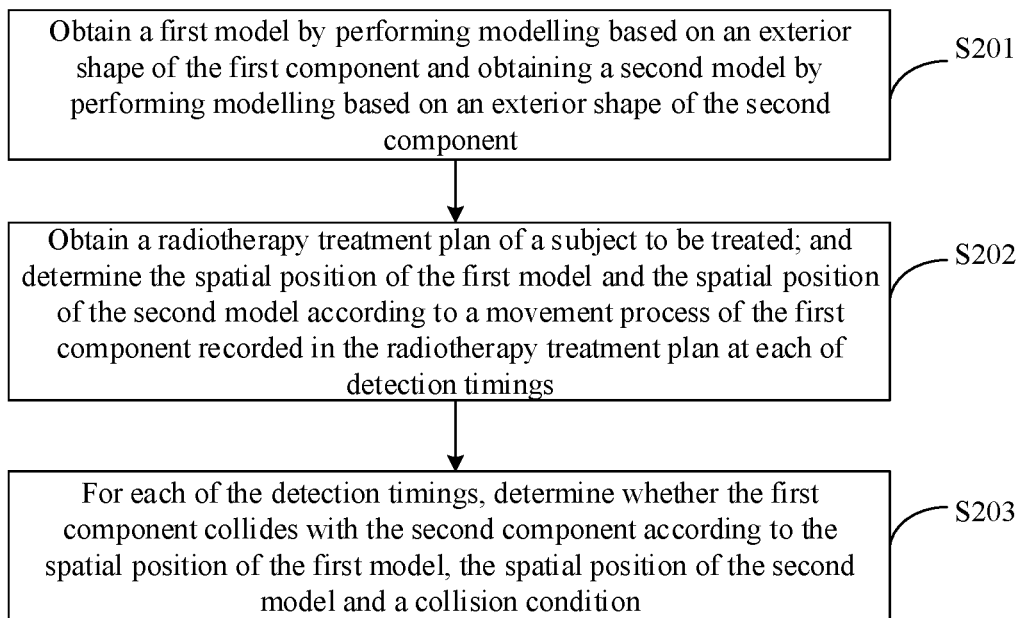 Obtain a first model by performing modelling based on an exterior
shape of the first component and obtaining a second model by
performing modelling based on an exterior shape of the second
component
S201
Obtain a radiotherapy treatment plan of a subject to be treated; and
determine the spatial position of the first model and the spatial position
of the second model according to a movement process of the first
component recorded in the radiotherapy treatment plan at each of
detection timings
S202
For each of the detection timings, determine whether the first
component collides with the second component according to the
spatial position of the first model, the spatial position of the second
model and a collision condition
S203